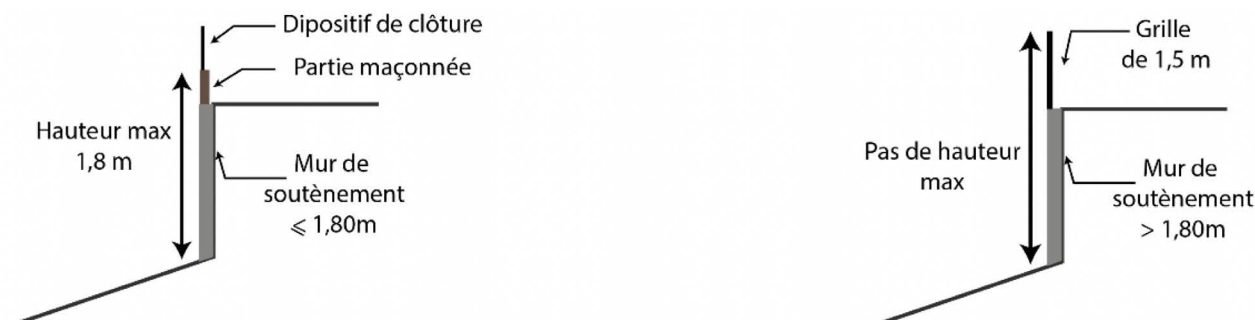 Dipositif de clôture
Partie maçonnée
Hauteur max
1,8 m
Mur de
soutènement
⩽ 1,80m
Grille
de 1,5 m
Pas de hauteur
max
Mur de
soutènement
> 1,80m